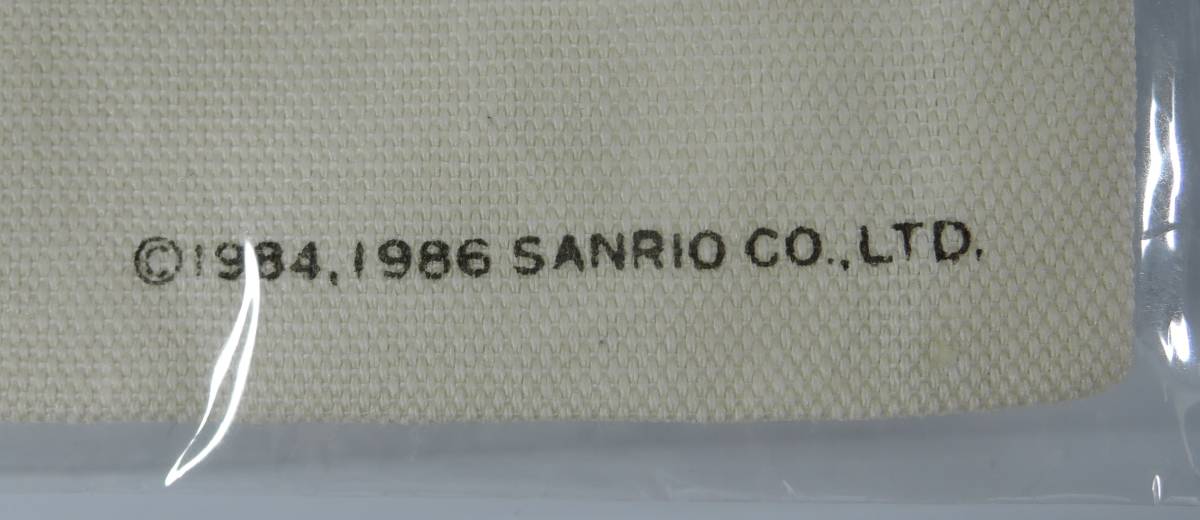 ©1984, 1986 SANRIO CO., LTD.